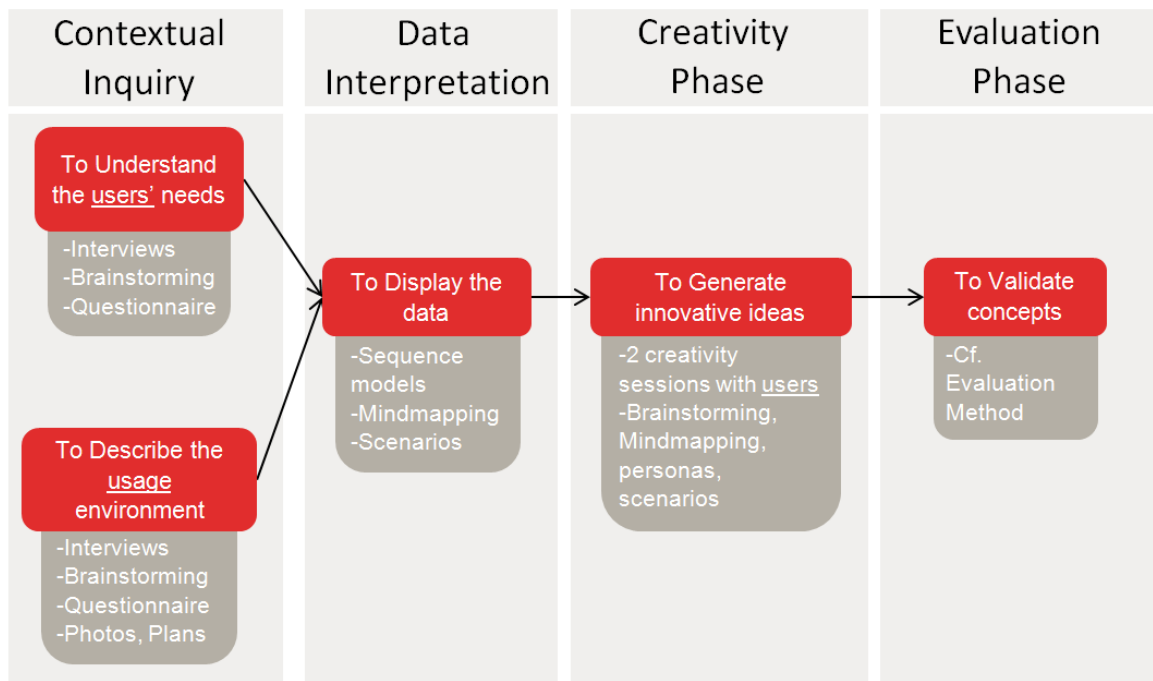 Contextual
Inquiry
Data
Interpretation
Creativity
Phase
Evaluation
Phase
To Understand
the users' needs
-Interviews
-Brainstorming
-Questionnaire
To Describe the
usage
environment
-Interviews
-Brainstorming
-Questionnaire
-Photos, Plans
To Display the
data
-Sequence
models
-Mindmapping
-Scenarios
To Generate
innovative ideas
-2 creativity
sessions with users
-Brainstorming,
Mindmapping,
personas,
scenarios
To Validate
concepts
-Cf.
Evaluation
Method